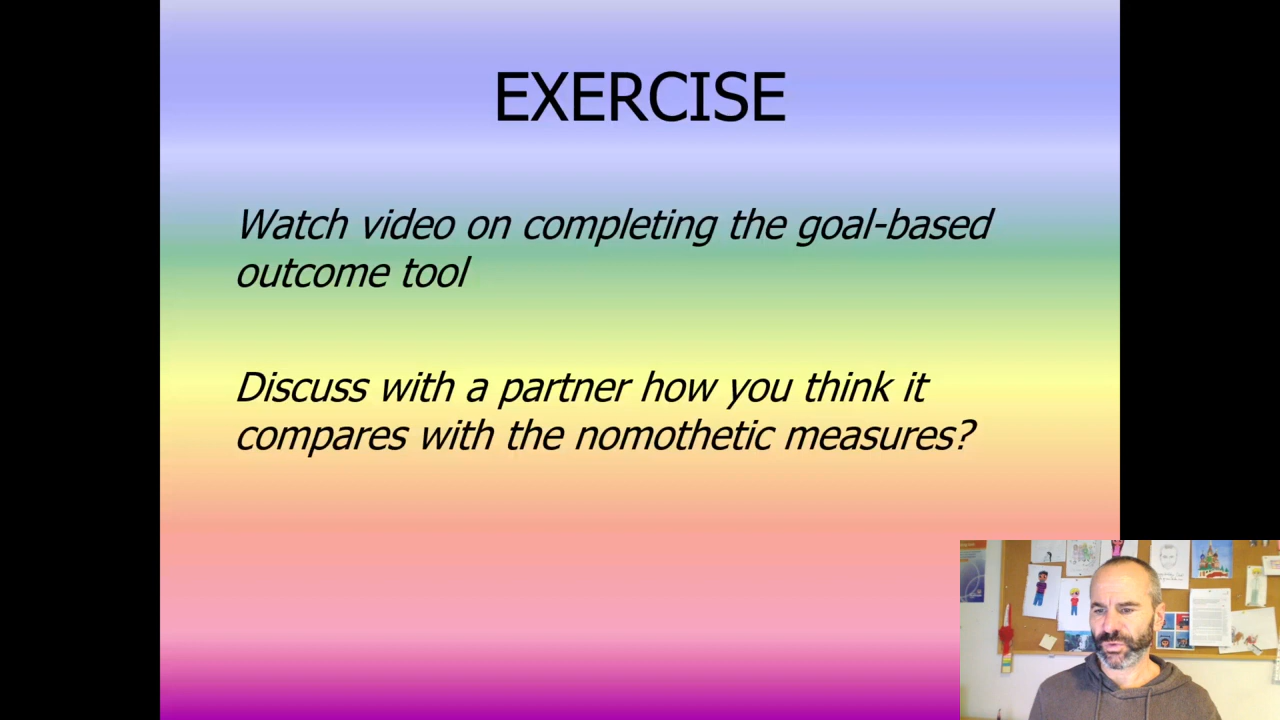 EXERCISE
Watch video on completing the goal-based
outcome tool
Discuss with a partner how you think it
compares with the nomothetic measures?